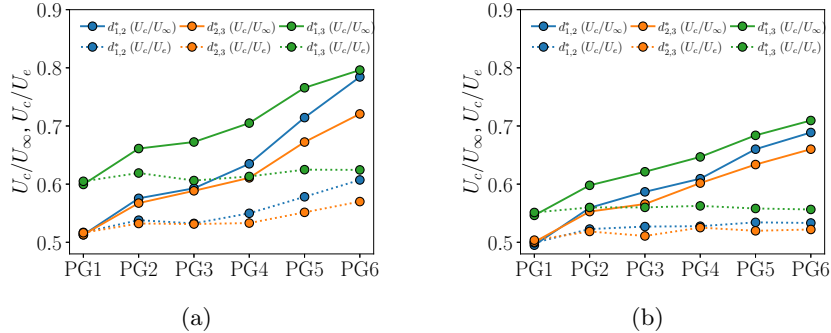 U_c/U_∞, U_c/U_e
0.9
0.8
0.7
0.6
0.5
d*_{1,2} (U_c/U_∞) d*_{2,3} (U_c/U_∞) d*_{1,3} (U_c/U_∞)
d*_{1,2} (U_c/U_e) d*_{2,3} (U_c/U_e) d*_{1,3} (U_c/U_e)
PG1 PG2 PG3 PG4 PG5 PG6
(a)
U_c/U_∞, U_c/U_e
0.9
0.8
0.7
0.6
0.5
d*_{1,2} (U_c/U_∞) d*_{2,3} (U_c/U_∞) d*_{1,3} (U_c/U_∞)
d*_{1,2} (U_c/U_e) d*_{2,3} (U_c/U_e) d*_{1,3} (U_c/U_e)
PG1 PG2 PG3 PG4 PG5 PG6
(b)